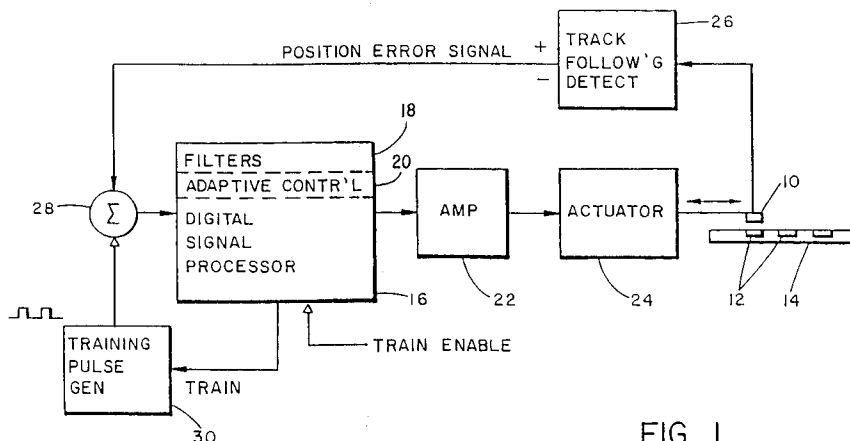 26
POSITION ERROR SIGNAL
+
−
TRACK
FOLLOW'G
DETECT
18
FILTERS
20
ADAPTIVE CONTR'L
DIGITAL
SIGNAL
PROCESSOR
28
Σ
AMP
ACTUATOR
10
16
22
24
12
14
TRAINING
PULSE
GEN
TRAIN ENABLE
TRAIN
30
FIG. 1